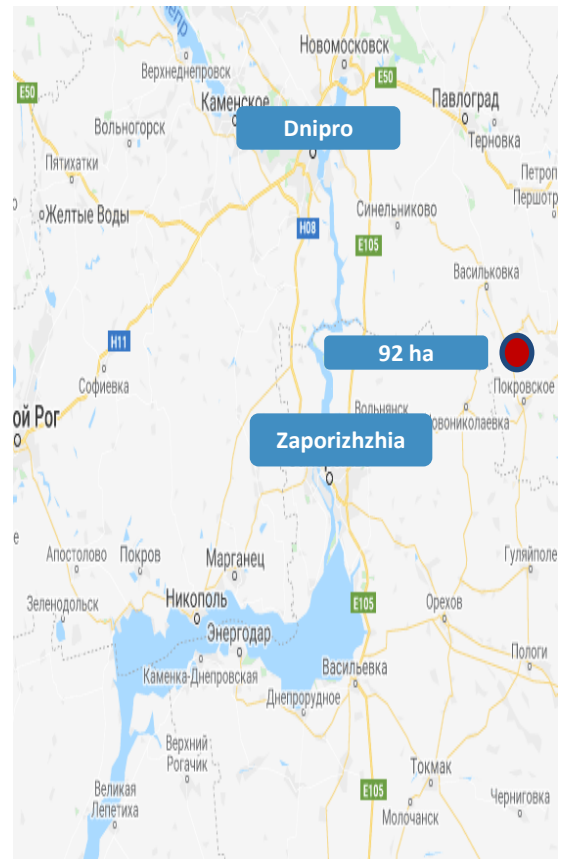 Новомосковск
Верхнеднепровск
E50
E50
Каменское
Павлоград
Dnipro
Вольногорск
Терновка
Пятихатки
Петроп
Першотр
Желтые Воды
Синельниково
H08
E105
Васильковка
H11
92 ha
Софиевка
Покровское
Вольнянск
ой Рог
овониколаевка
Zaporizhzhia
е
Апостолово
Покров
Марганец
Гуляйполе
Зеленодольск
Никополь
E105
Орехов
Энергодар
Каменка-Днепровская
Васильевка
Пологи
Днепрорудное
Верхний
Рогачик
Токмак
Великая
Лепетиха
E105
Черниговка
Молочанск